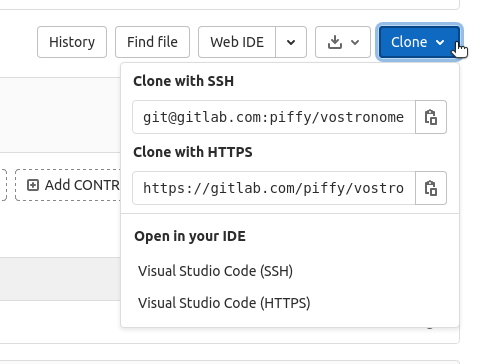 History Find file Web IDE Clone
Clone with SSH
git@gitlab.com:piffy/vostronome
Clone with HTTPS
Add CONTR
https://gitlab.com/piffy/vostro
Open in your IDE
Visual Studio Code (SSH)
Visual Studio Code (HTTPS)